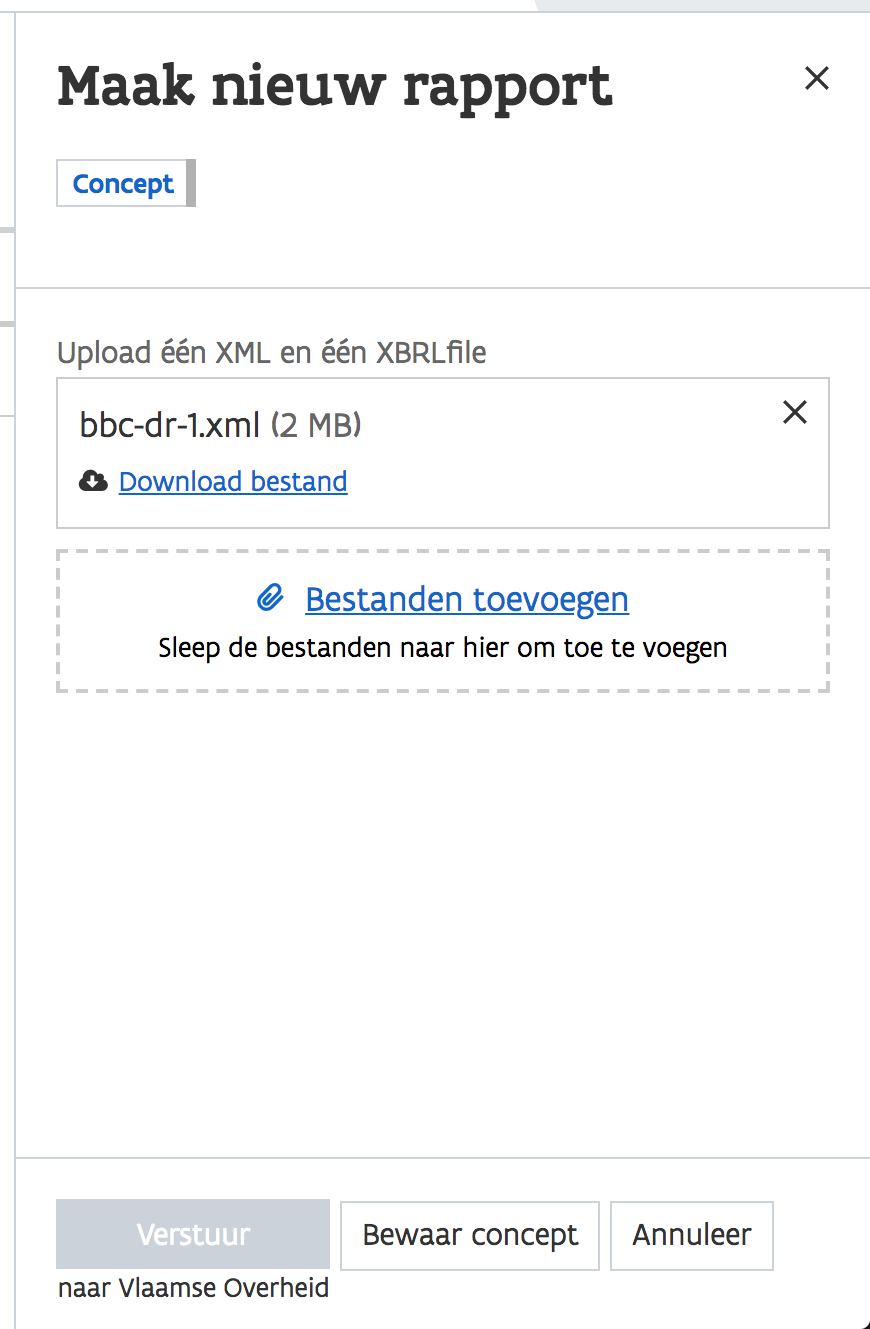 Maak nieuw rapport
Concept
Upload één XML en één XBRLfile
bbc-dr-1.xml (2 MB)
Download bestand
Bestanden toevoegen
Sleep de bestanden naar hier om toe te voegen
Verstuur Bewaar concept Annuleer
naar Vlaamse Overheid